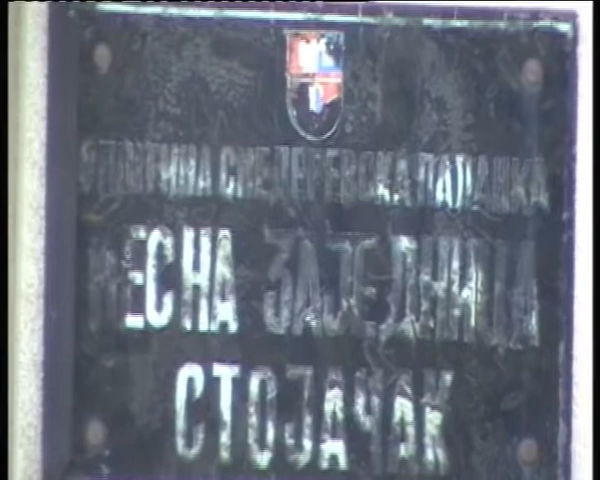 ОПШТИНА СМЕДЕРЕВСКА ПАЛАНКА
МЕСНА ЗАЈЕДНИЦА
СТОЈАЧАК